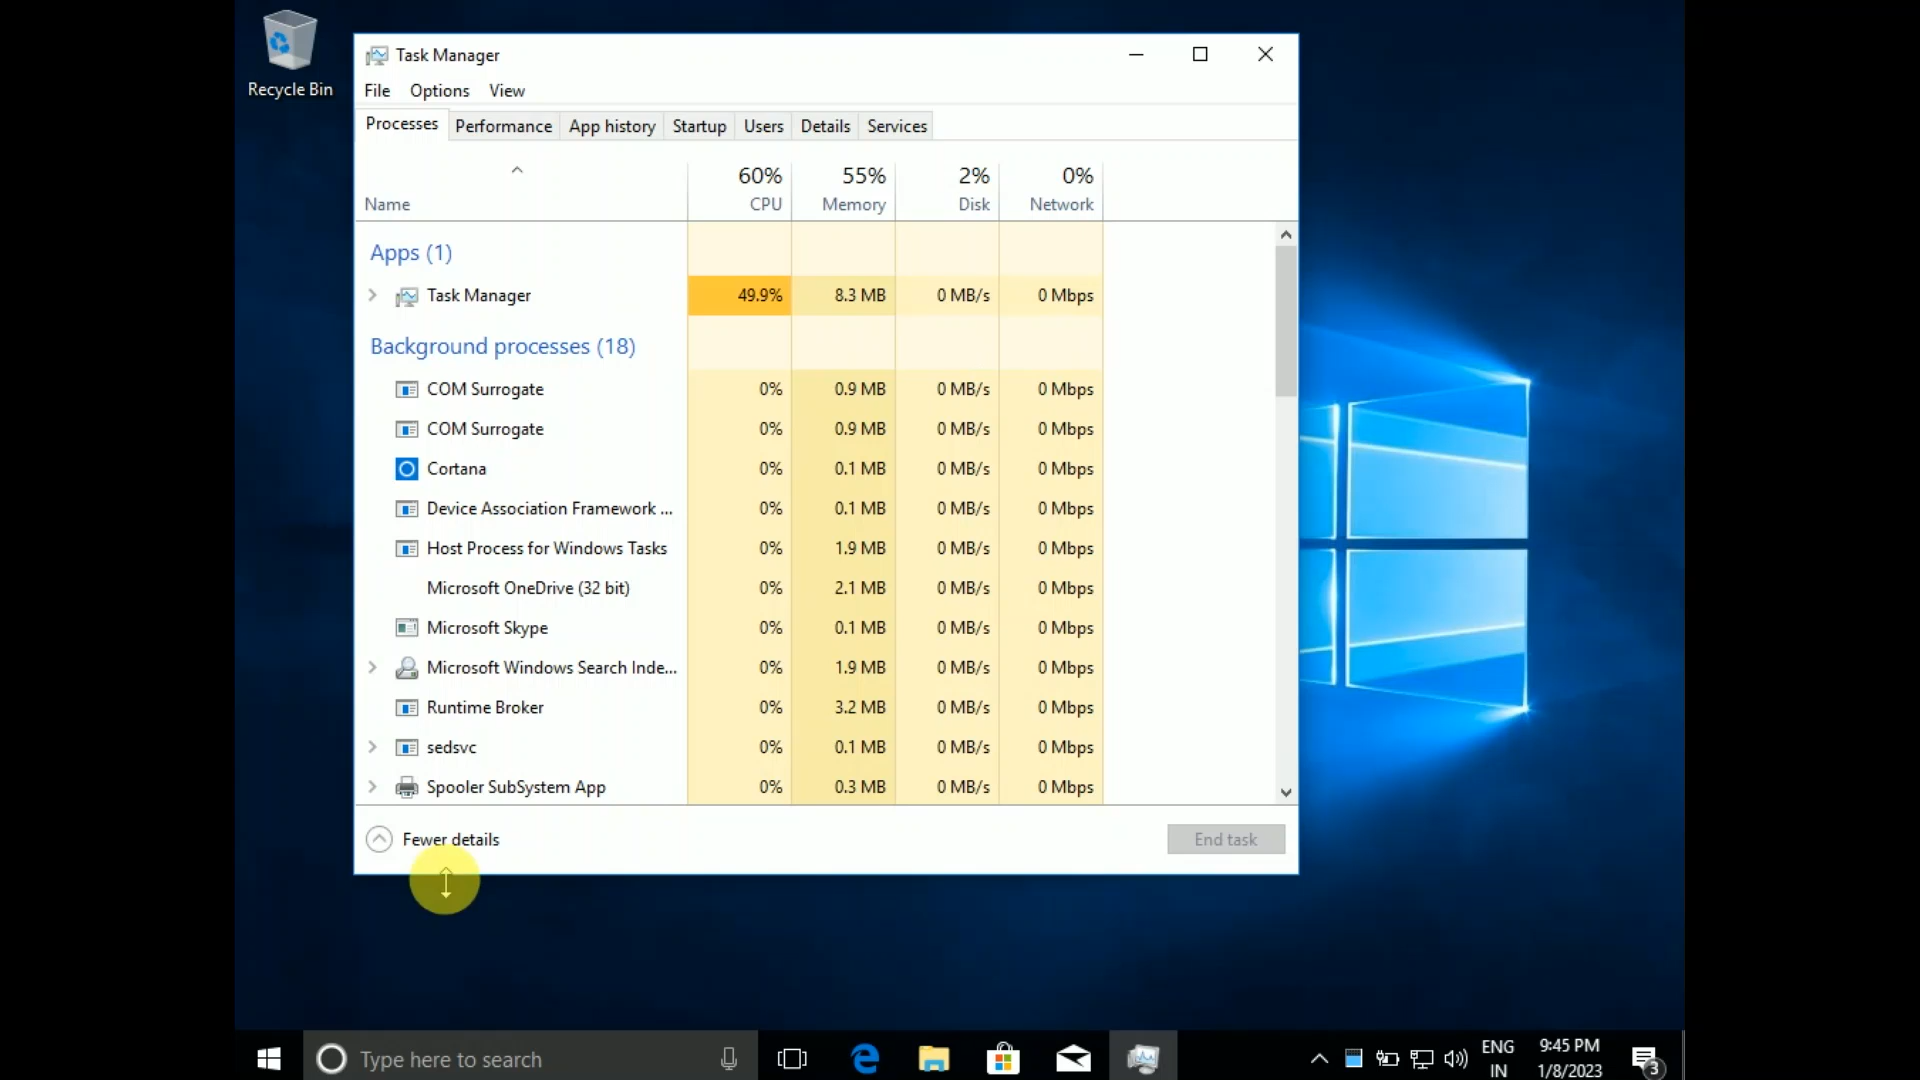 Recycle Bin
Task Manager
File Options View
Processes Performance App history Startup Users Details Services
60% 55% 2% 0%
Name CPU Memory Disk Network
Apps (1)
Task Manager 49.9% 8.3 MB 0 MB/s 0 Mbps
Background processes (18)
COM Surrogate 0% 0.9 MB 0 MB/s 0 Mbps
COM Surrogate 0% 0.9 MB 0 MB/s 0 Mbps
Cortana 0% 0.1 MB 0 MB/s 0 Mbps
Device Association Framework ... 0% 0.1 MB 0 MB/s 0 Mbps
Host Process for Windows Tasks 0% 1.9 MB 0 MB/s 0 Mbps
Microsoft OneDrive (32 bit) 0% 2.1 MB 0 MB/s 0 Mbps
Microsoft Skype 0% 0.1 MB 0 MB/s 0 Mbps
Microsoft Windows Search Inde... 0% 1.9 MB 0 MB/s 0 Mbps
Runtime Broker 0% 3.2 MB 0 MB/s 0 Mbps
sedsvc 0% 0.1 MB 0 MB/s 0 Mbps
Spooler SubSystem App 0% 0.3 MB 0 MB/s 0 Mbps
Fewer details End task
Type here to search
ENG 9:45 PM
IN 1/8/2023 3